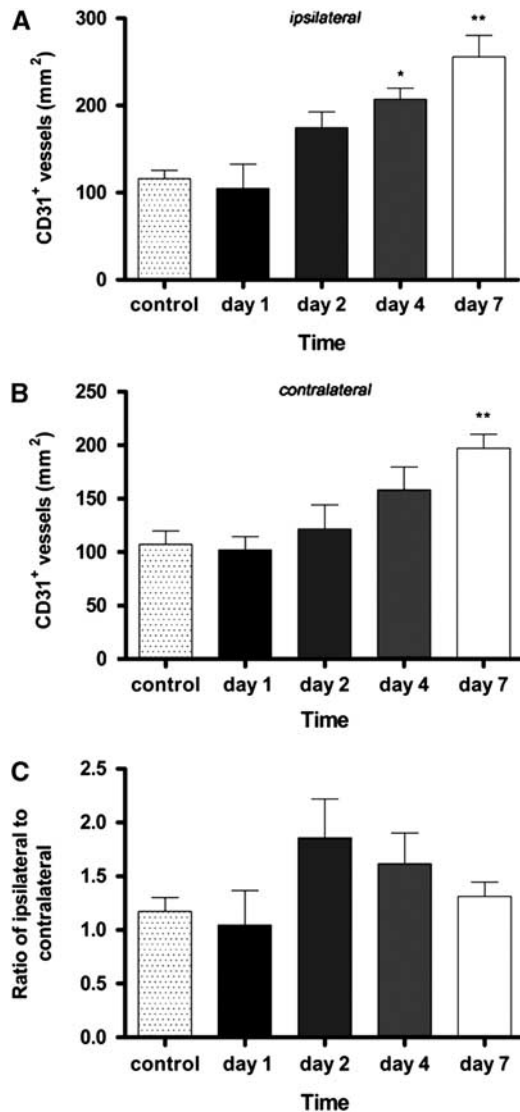 A
ipsilateral
CD31⁺ vessels (mm²)
300
200
100
0
*
**
control day 1 day 2 day 4 day 7
Time
B
contralateral
CD31⁺ vessels (mm²)
250
200
150
100
50
0
**
control day 1 day 2 day 4 day 7
Time
C
Ratio of ipsilateral to
contralateral
2.5
2.0
1.5
1.0
0.5
0.0
control day 1 day 2 day 4 day 7
Time